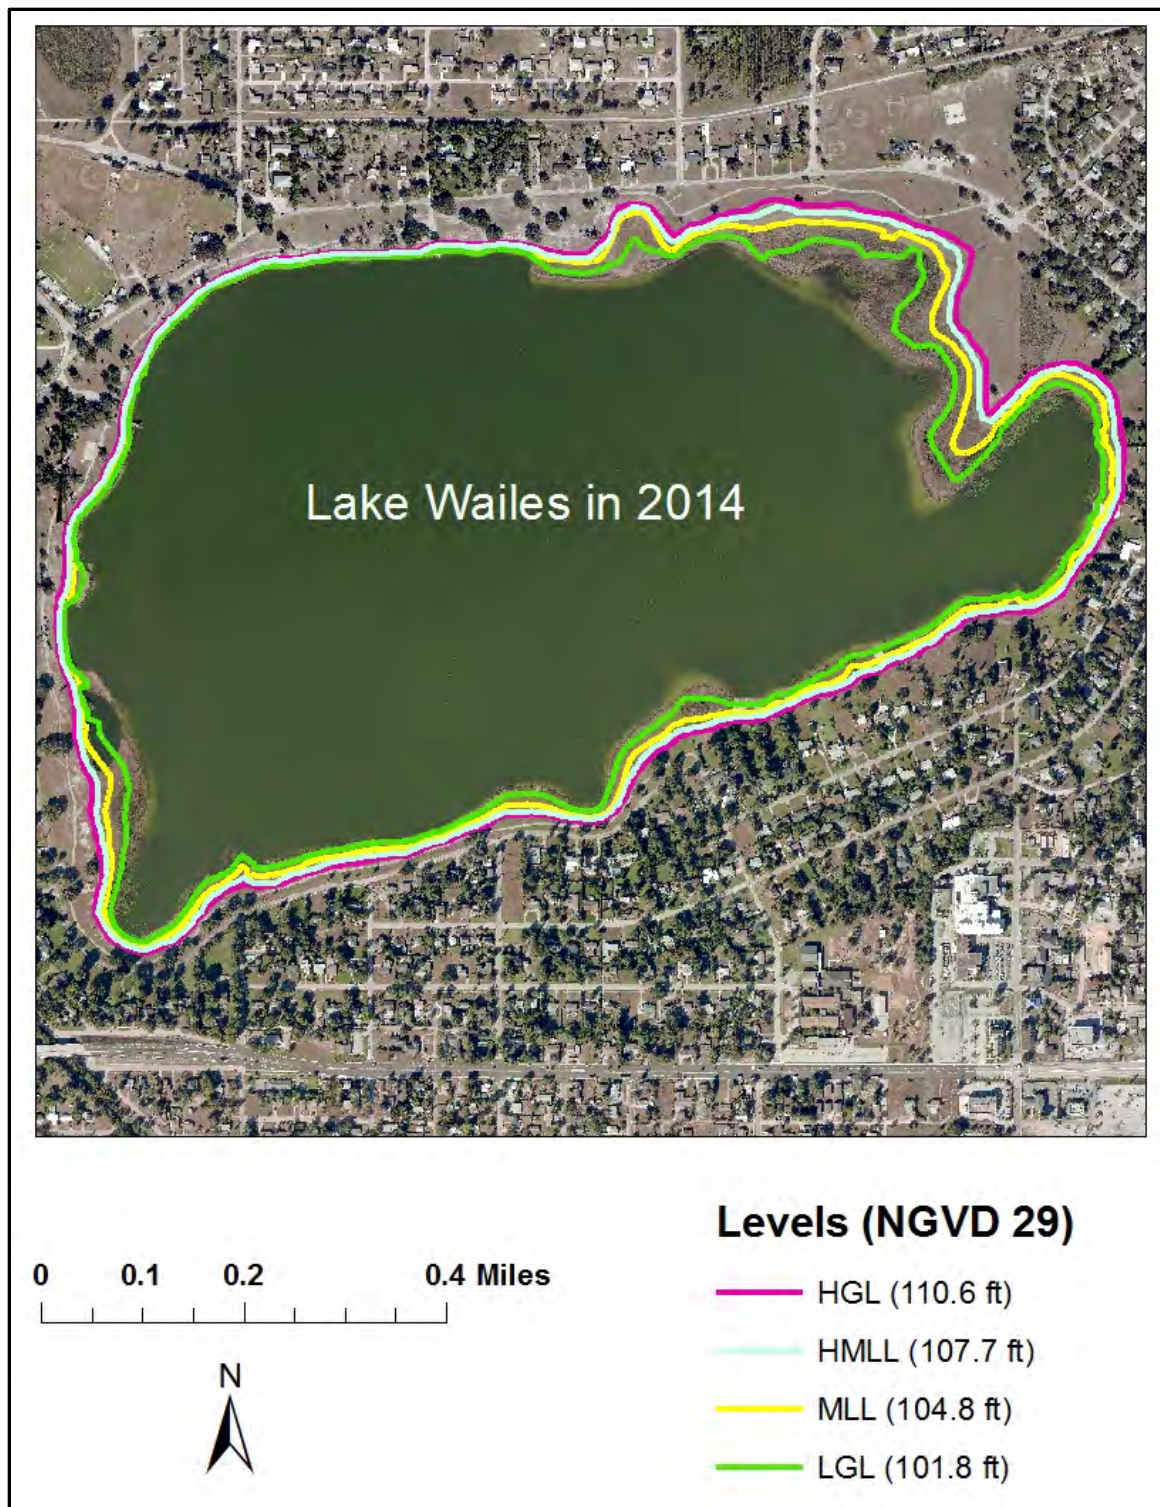 Lake Wailes in 2014
Levels (NGVD 29)
0 0.1 0.2 0.4 Miles
HGL (110.6 ft)
HMLL (107.7 ft)
N
MLL (104.8 ft)
LGL (101.8 ft)